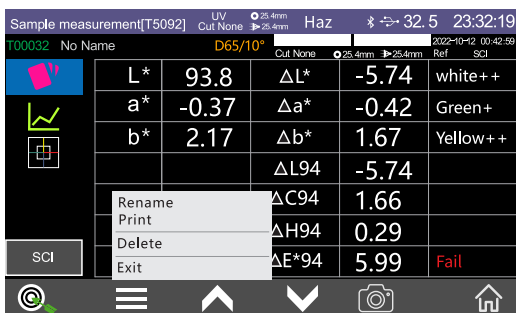 Sample measurement[T5092] UV Cut None 25.4mm 25.4mm Haz 32.5 23:32:19
T00032 No Name D65/10° Cut None 25.4mm 25.4mm 2022-10-12 00:42:59 Ref SCI
L* 93.8 ΔL* -5.74 white++
a* -0.37 Δa* -0.42 Green+
b* 2.17 Δb* 1.67 Yellow++
ΔL94 -5.74
Rename ΔC94 1.66
Print
Delete ΔH94 0.29
SCI Exit ΔE*94 5.99 Fail